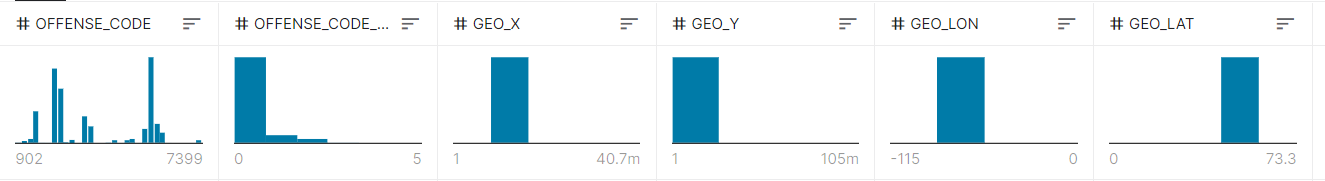 # OFFENSE_CODE
# OFFENSE_CODE_...
# GEO_X
# GEO_Y
# GEO_LON
# GEO_LAT
902 7399
0 5
1 40.7m
1 105m
-115 0
0 73.3